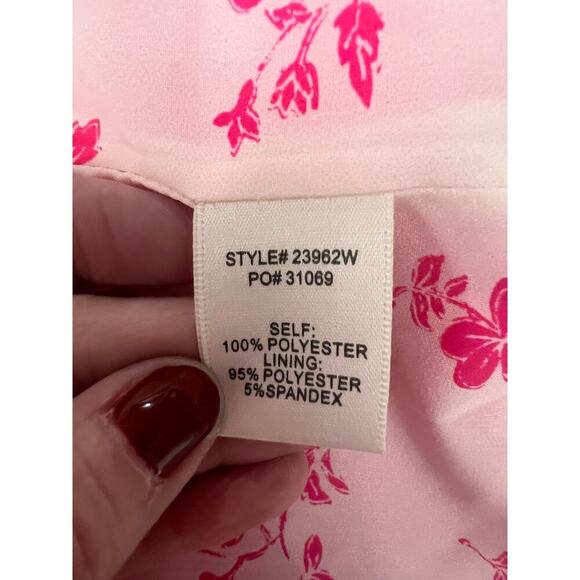 STYLE# 23962W
PO# 31069
SELF:
100% POLYESTER
LINING:
95% POLYESTER
5%SPANDEX